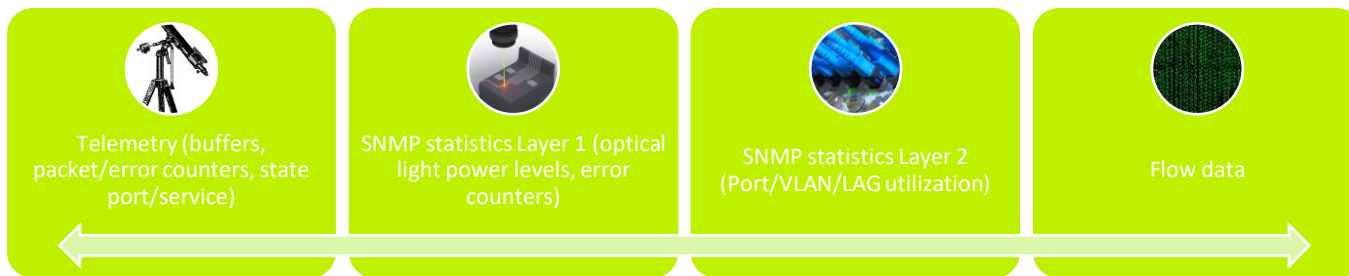 Telemetry (buffers,
packet/error counters, state
port/service)
SNMP statistics Layer 1 (optical
light power levels, error
counters)
SNMP statistics Layer 2
(Port/VLAN/LAG utilization)
Flow data